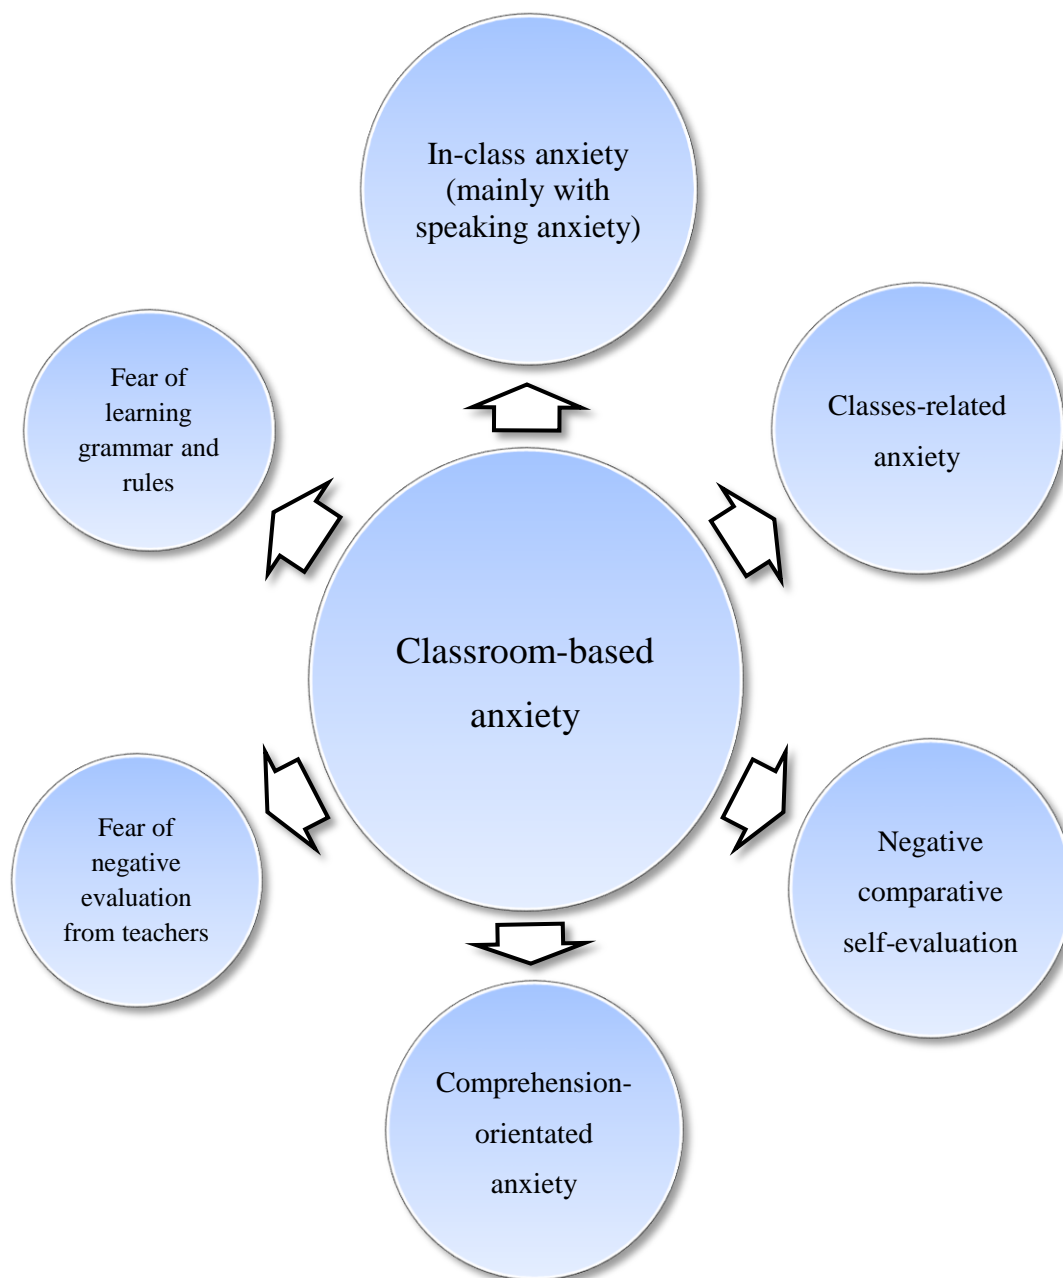 In-class anxiety
(mainly with
speaking anxiety)
Classes-related
anxiety
Fear of
learning
grammar and
rules
Classroom-based
anxiety
Fear of
negative
evaluation
from teachers
Negative
comparative
self-evaluation
Comprehension-
orientated
anxiety